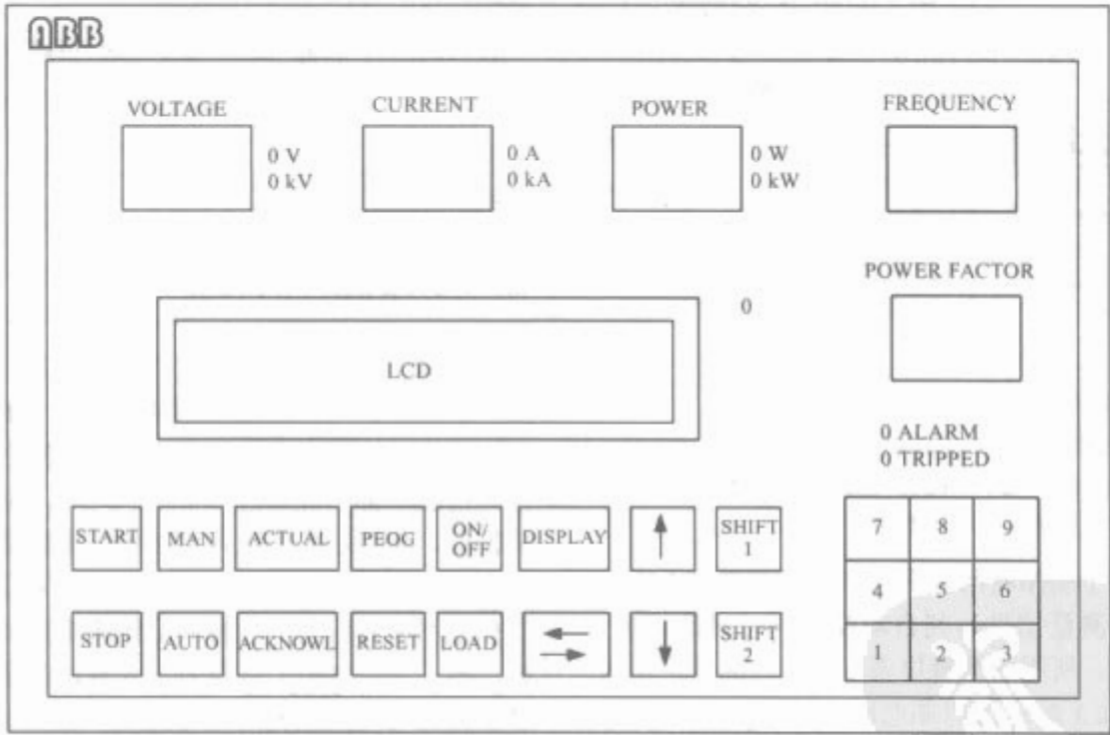 ABB
VOLTAGE
CURRENT
POWER
FREQUENCY
0 V
0 kV
0 A
0 kA
0 W
0 kW
POWER FACTOR
0
LCD
0 ALARM
0 TRIPPED
START MAN ACTUAL PEOG ON/
OFF DISPLAY ↑ SHIFT
1
7 8 9
4 5 6
STOP AUTO ACKNOWL RESET LOAD ← → ↓ SHIFT
2
1 2 3